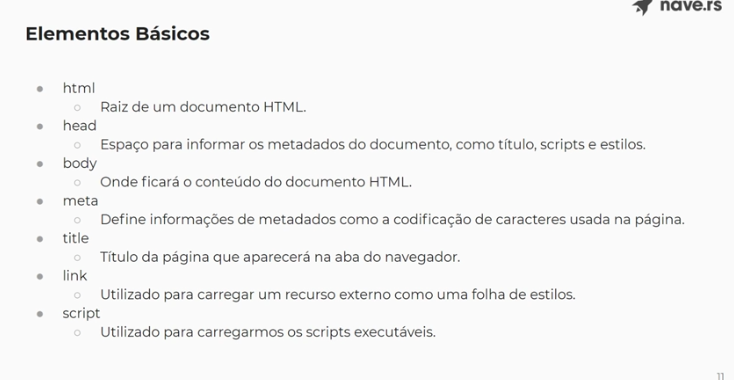 nave.rs
Elementos Básicos
html
Raiz de um documento HTML.
head
Espaço para informar os metadados do documento, como título, scripts e estilos.
body
Onde ficará o conteúdo do documento HTML.
meta
Define informações de metadados como a codificação de caracteres usada na página.
title
Título da página que aparecerá na aba do navegador.
link
Utilizado para carregar um recurso externo como uma folha de estilos.
script
Utilizado para carregarmos os scripts executáveis.
11